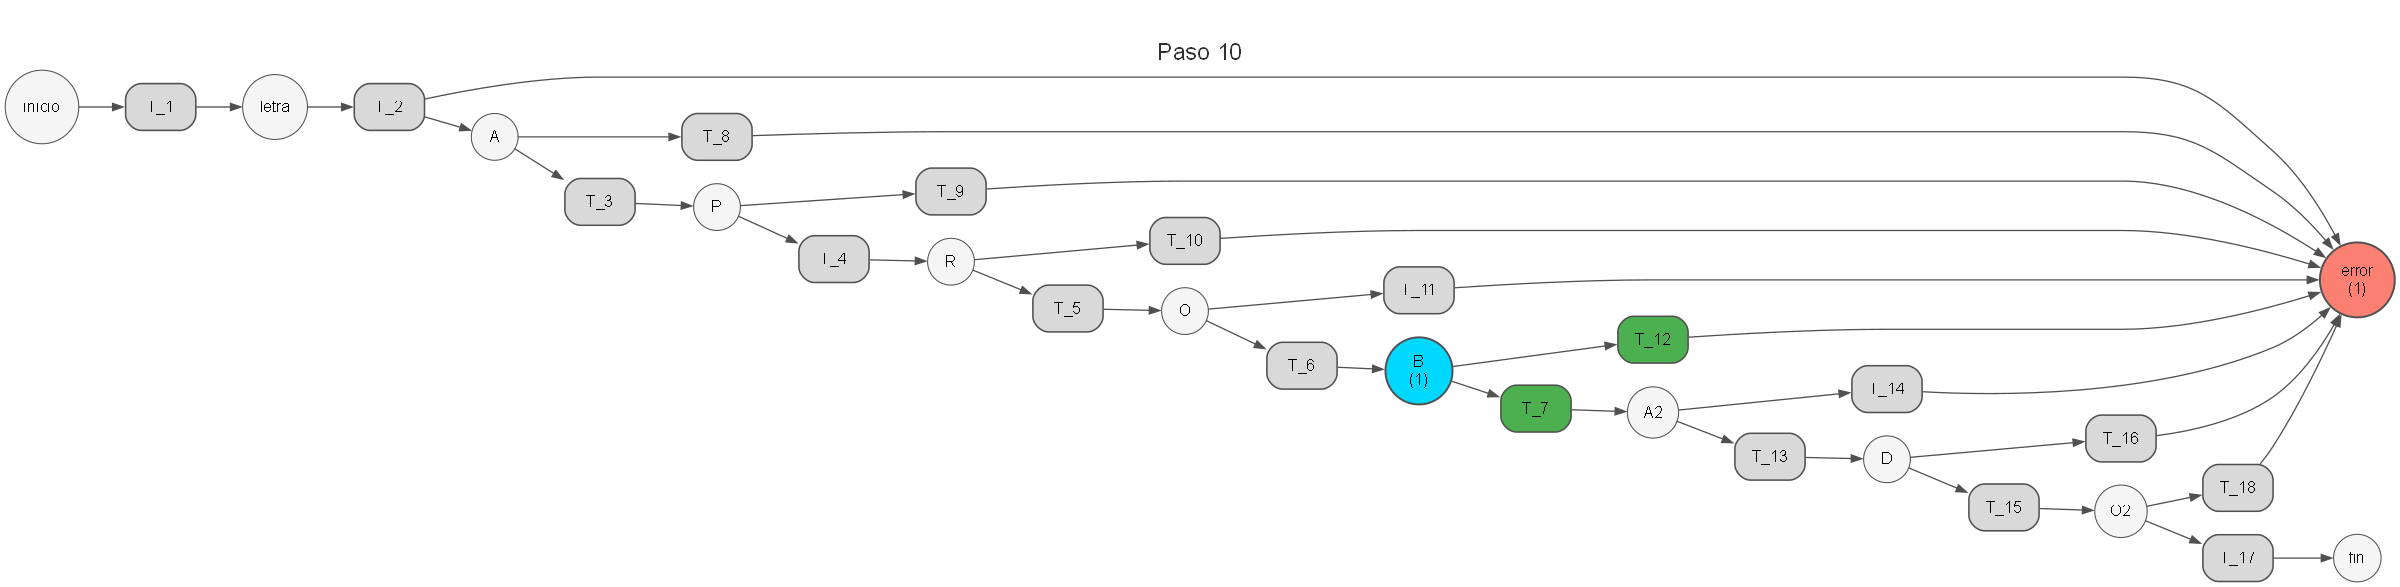 Paso 10
inicio
T_1
letra
T_2
A
T_8
T_3
P
T_9
T_4
R
T_10
T_5
O
T_11
error
(1)
T_6
B
(1)
T_12
T_7
A2
T_14
T_13
D
T_16
T_15
O2
T_18
T_17
fin